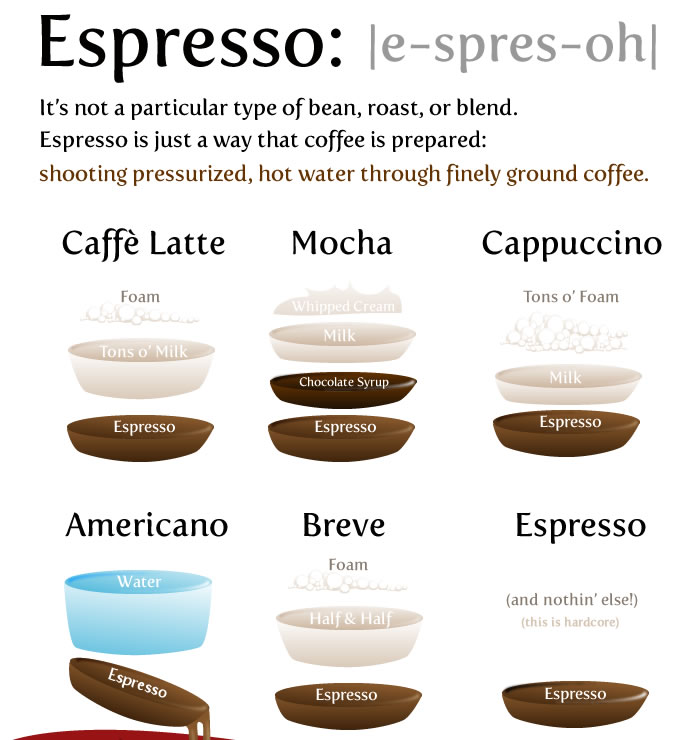 Espresso: |e-spres-oh|
It's not a particular type of bean, roast, or blend.
Espresso is just a way that coffee is prepared:
shooting pressurized, hot water through finely ground coffee.
Caffè Latte
Foam
Tons o' Milk
Espresso
Mocha
Whipped Cream
Milk
Chocolate Syrup
Espresso
Cappuccino
Tons o' Foam
Milk
Espresso
Americano
Water
Espresso
Breve
Foam
Half & Half
Espresso
Espresso
(and nothin' else!)
(this is hardcore)
Espresso